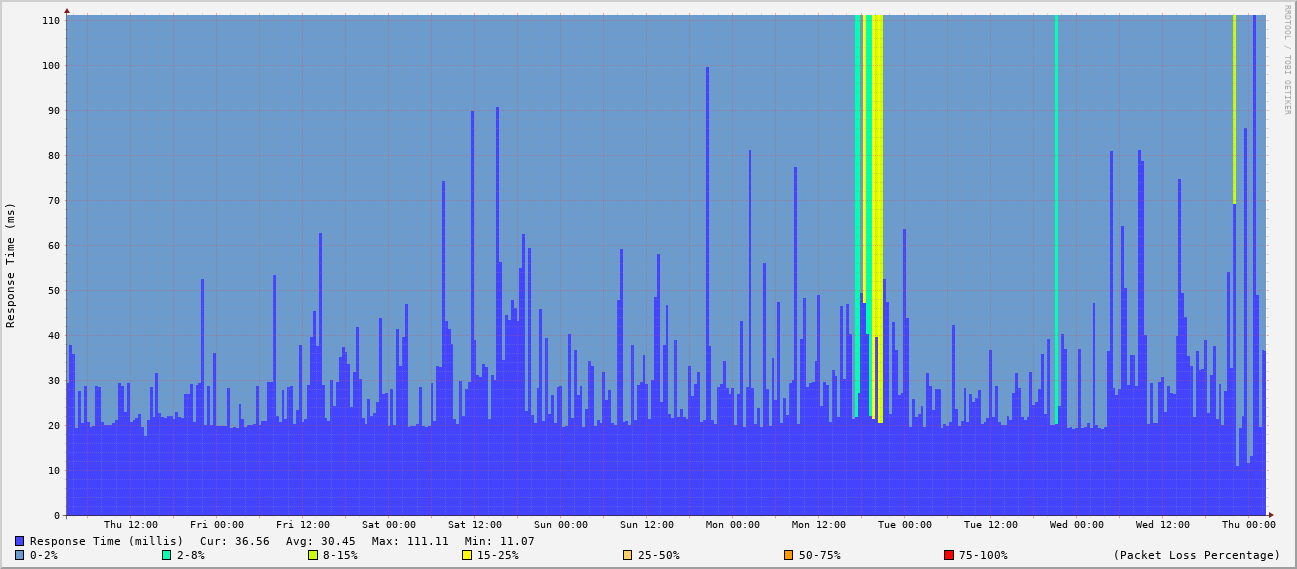 RRDTOOL / TOBI OETIKER
Response Time (ms)
110
100
90
80
70
60
50
40
30
20
10
0
Thu 12:00 Fri 00:00 Fri 12:00 Sat 00:00 Sat 12:00 Sun 00:00 Sun 12:00 Mon 00:00 Mon 12:00 Tue 00:00 Tue 12:00 Wed 00:00 Wed 12:00 Thu 00:00
Response Time (millis) Cur: 36.56 Avg: 30.45 Max: 111.11 Min: 11.07
0-2% 2-8% 8-15% 15-25% 25-50% 50-75% 75-100% (Packet Loss Percentage)